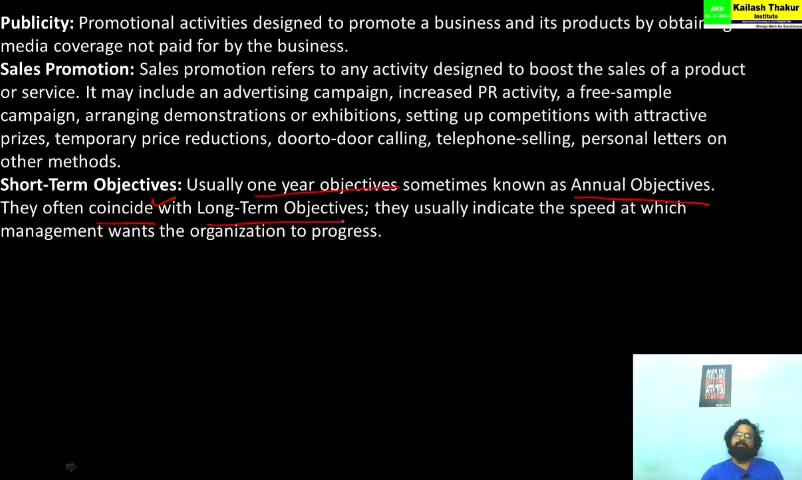 Publicity: Promotional activities designed to promote a business and its products by obtaining
media coverage not paid for by the business.
Sales Promotion: Sales promotion refers to any activity designed to boost the sales of a product
or service. It may include an advertising campaign, increased PR activity, a free-sample
campaign, arranging demonstrations or exhibitions, setting up competitions with attractive
prizes, temporary price reductions, doorto-door calling, telephone-selling, personal letters on
other methods.
Short-Term Objectives: Usually one year objectives sometimes known as Annual Objectives.
They often coincide with Long-Term Objectives; they usually indicate the speed at which
management wants the organization to progress.
Kailash Thakur
Institute